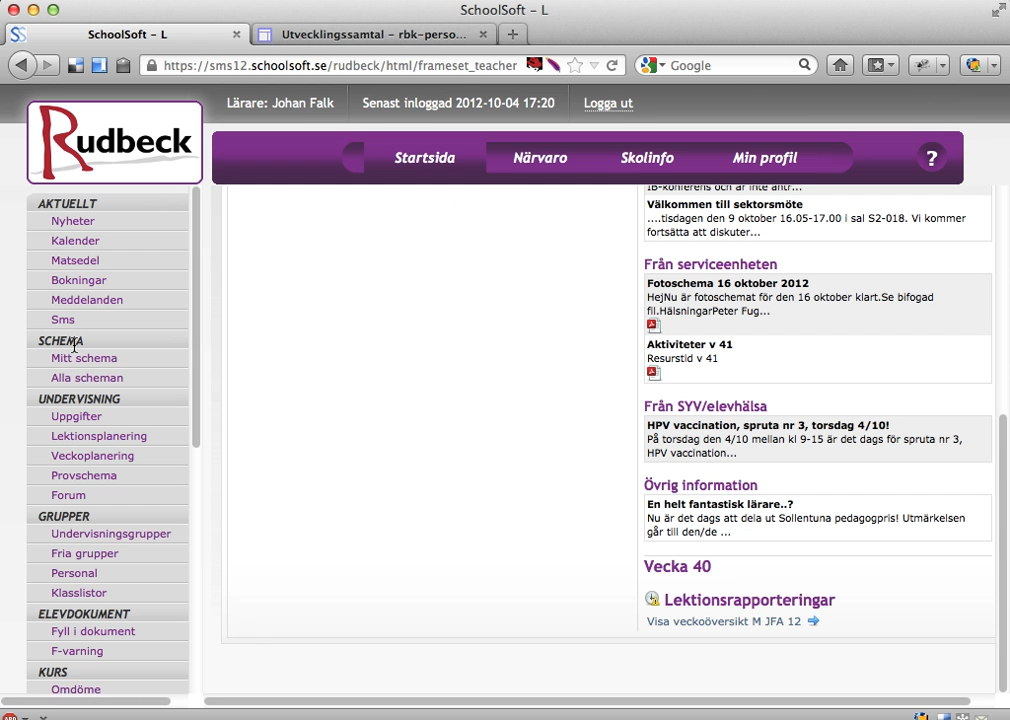 SchoolSoft – L
SchoolSoft – L
Utvecklingssamtal – rbk–perso...
https://sms12.schoolsoft.se/rudbeck/html/frameset_teacher
Google
Lärare: Johan Falk
Senast inloggad 2012-10-04 17:20
Logga ut
Rudbeck
Startsida
Närvaro
Skolinfo
Min profil
?
AKTUELLT
Nyheter
Kalender
Matsedel
Bokningar
Meddelanden
Sms
SCHEMA
Mitt schema
Alla scheman
UNDERVISNING
Uppgifter
Lektionsplanering
Veckoplanering
Provschema
Forum
GRUPPER
Undervisningsgrupper
Fria grupper
Personal
Klasslistor
ELEVDOKUMENT
Fyll i dokument
F-varning
KURS
Omdöme
IB-konferens och är inte antr...
Välkommen till sektorsmöte
....tisdagen den 9 oktober 16.05-17.00 i sal S2-018. Vi kommer
fortsätta att diskuter...
Från serviceenheten
Fotoschema 16 oktober 2012
HejNu är fotoschemat för den 16 oktober klart.Se bifogad
fil.HälsningarPeter Fug...
Aktiviteter v 41
Resurstid v 41
Från SYV/elevhälsa
HPV vaccination, spruta nr 3, torsdag 4/10!
På torsdag den 4/10 mellan kl 9-15 är det dags för spruta nr 3,
HPV vaccination...
Övrig information
En helt fantastisk lärare..?
Nu är det dags att dela ut Sollentuna pedagogpris! Utmärkelsen
går till den/de ...
Vecka 40
Lektionsrapporteringar
Visa veckoöversikt M JFA 12